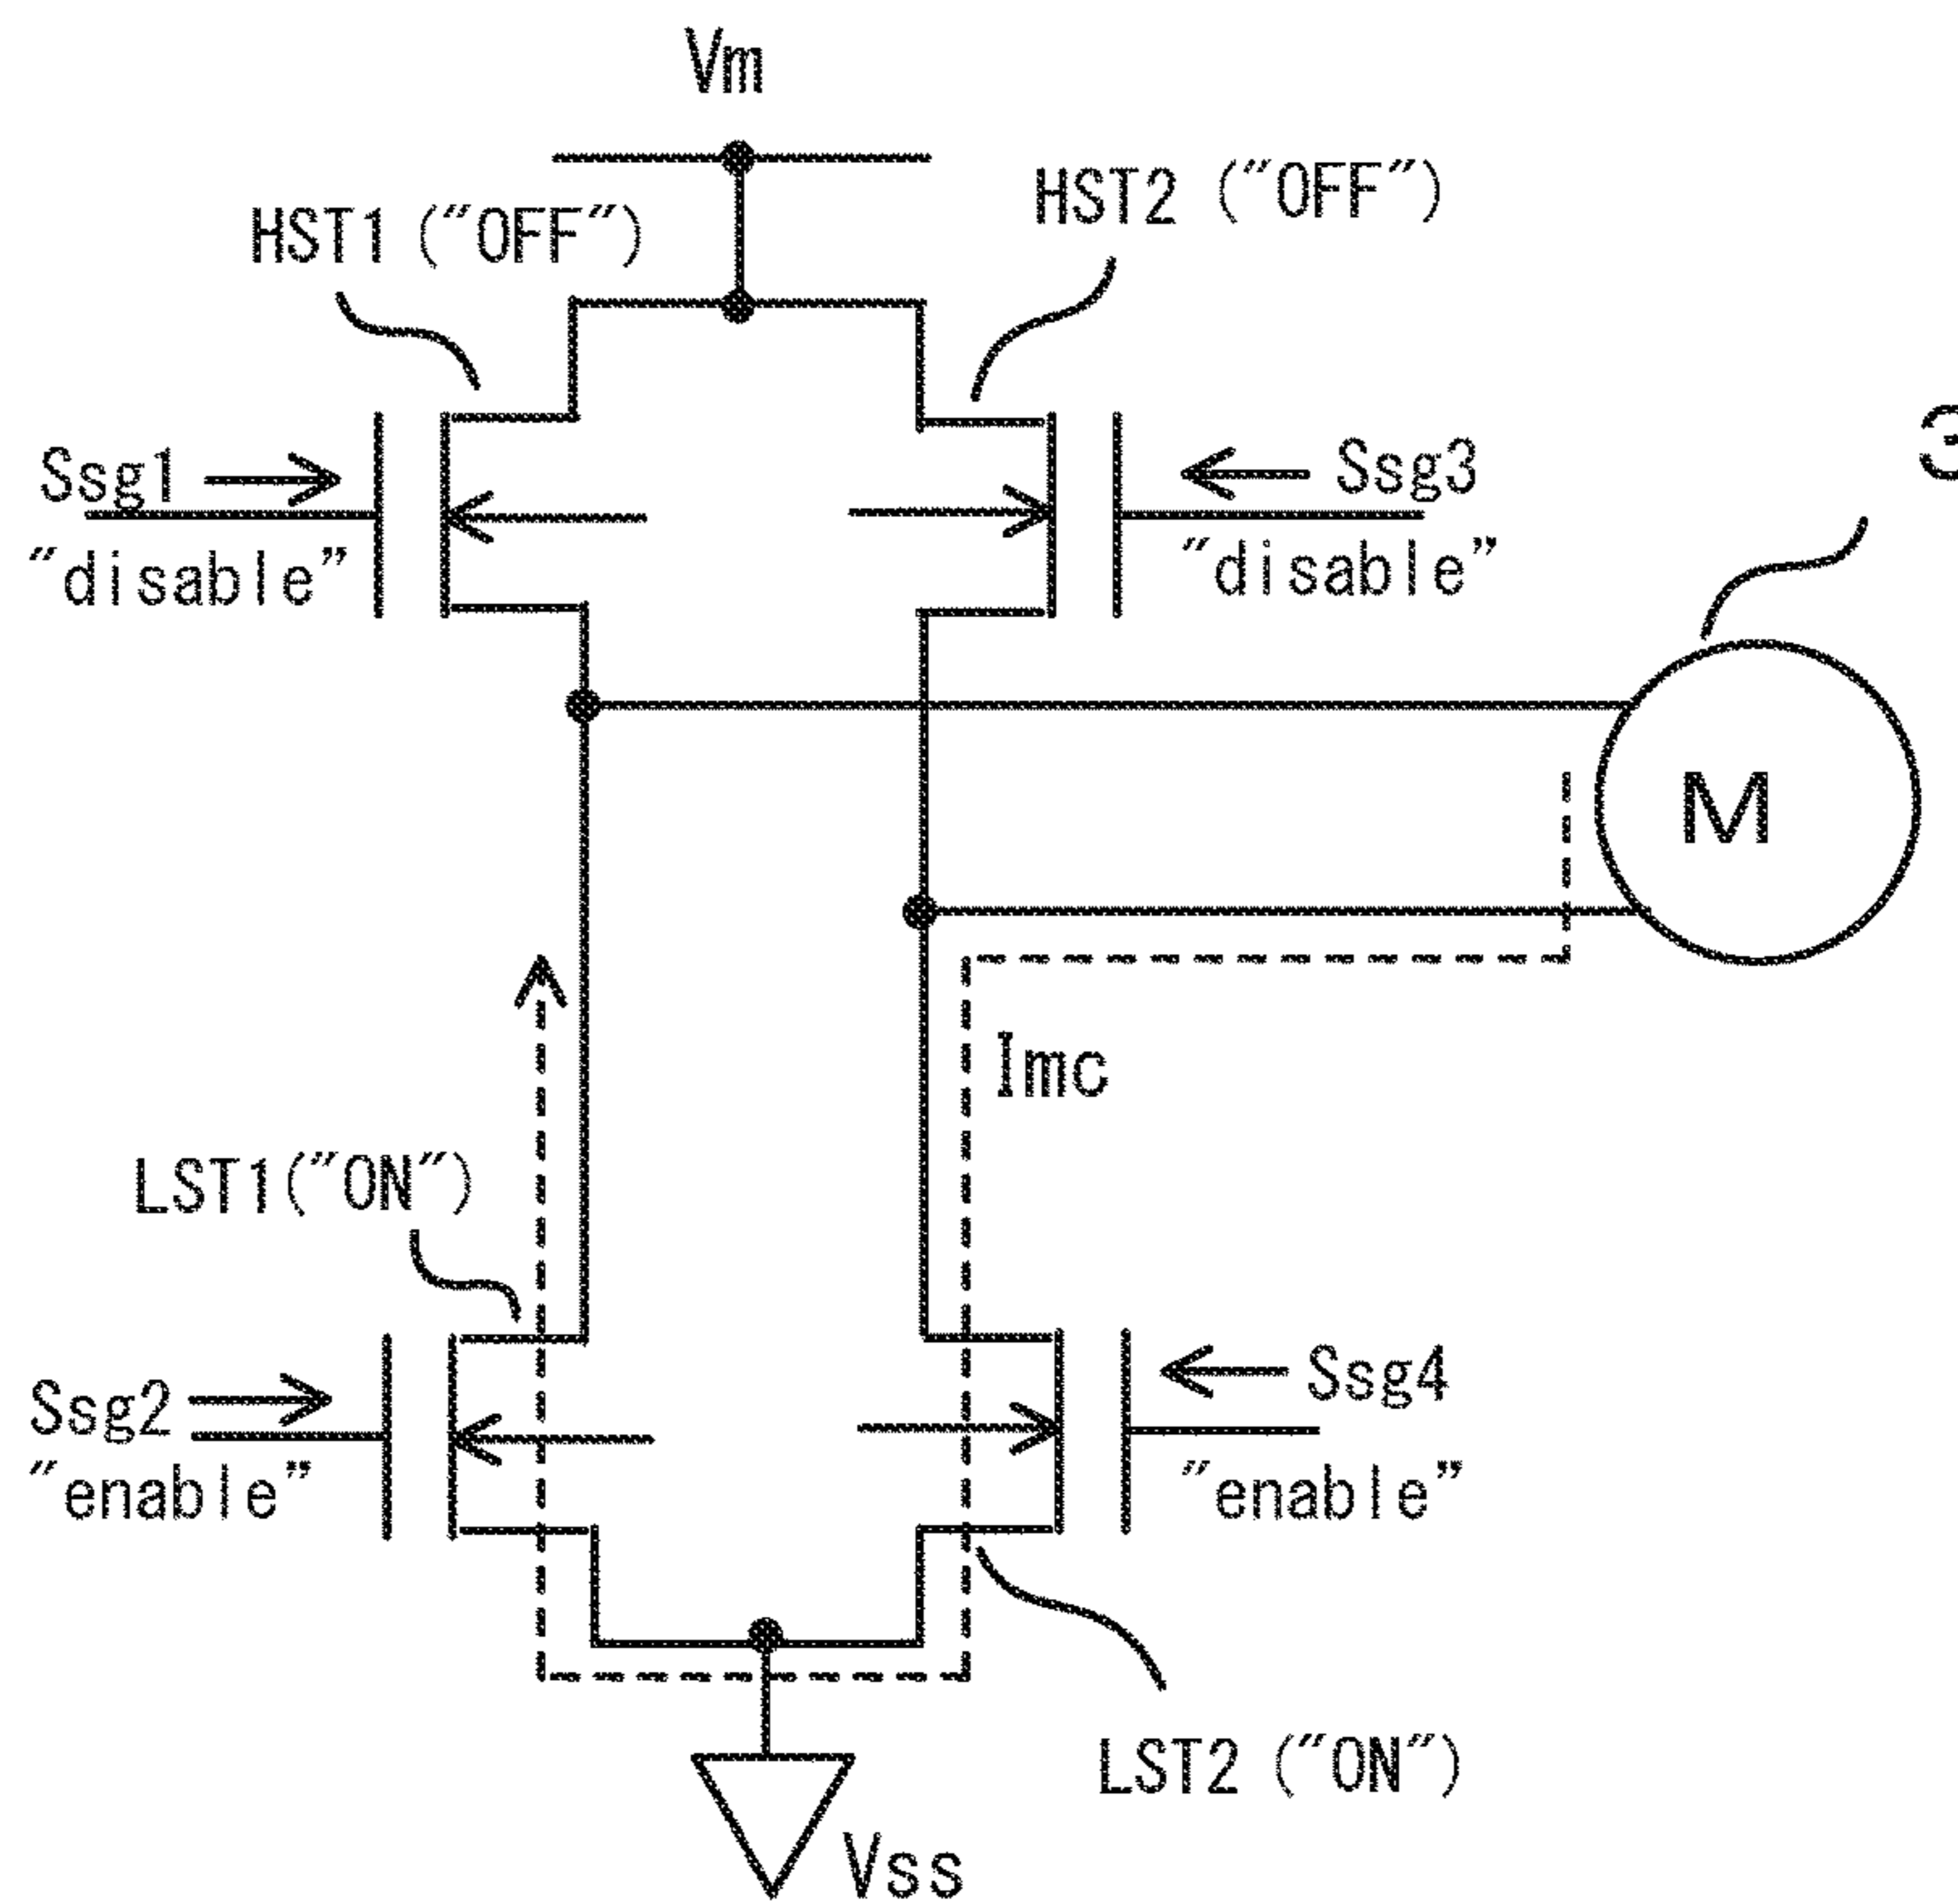 Vm
HST1 ("OFF")
HST2 ("OFF")
Ssg1
"disable"
Ssg3
"disable"
3
M
Imc
LST1("ON")
Ssg2
"enable"
Ssg4
"enable"
LST2 ("ON")
Vss